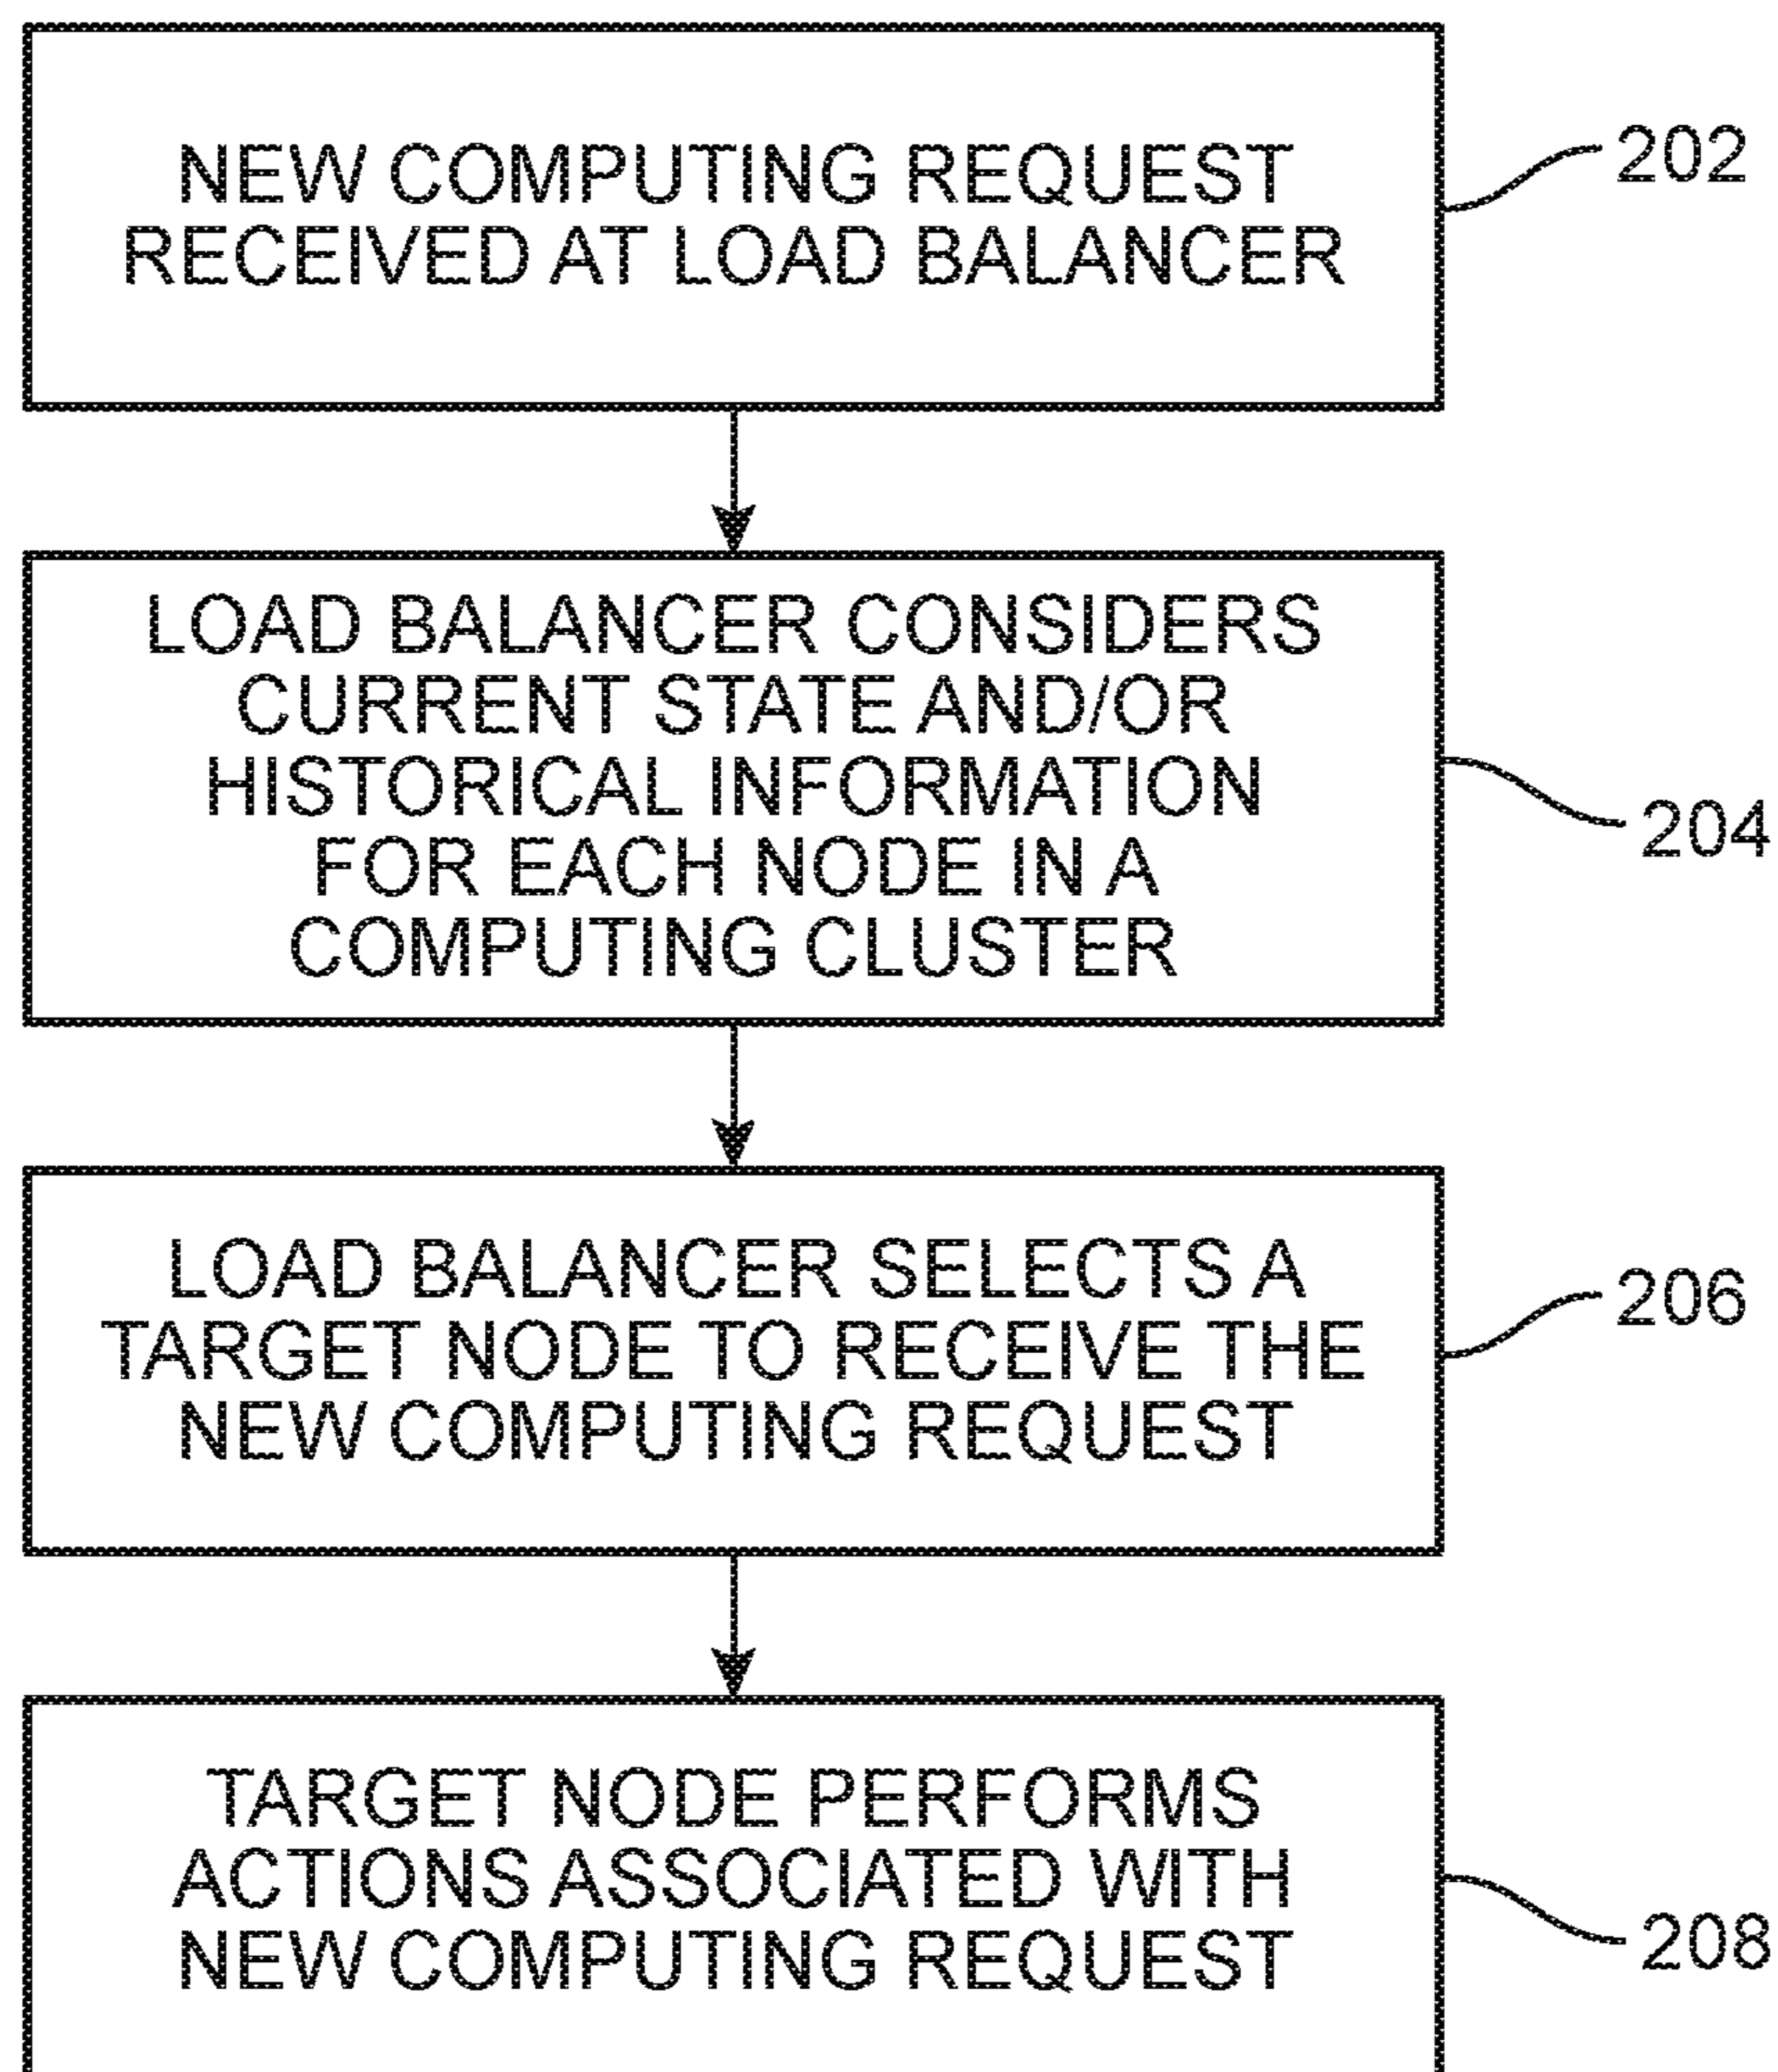 NEW COMPUTING REQUEST
RECEIVED AT LOAD BALANCER
202
LOAD BALANCER CONSIDERS
CURRENT STATE AND/OR
HISTORICAL INFORMATION
FOR EACH NODE IN A
COMPUTING CLUSTER
204
LOAD BALANCER SELECTS A
TARGET NODE TO RECEIVE THE
NEW COMPUTING REQUEST
206
TARGET NODE PERFORMS
ACTIONS ASSOCIATED WITH
NEW COMPUTING REQUEST
208